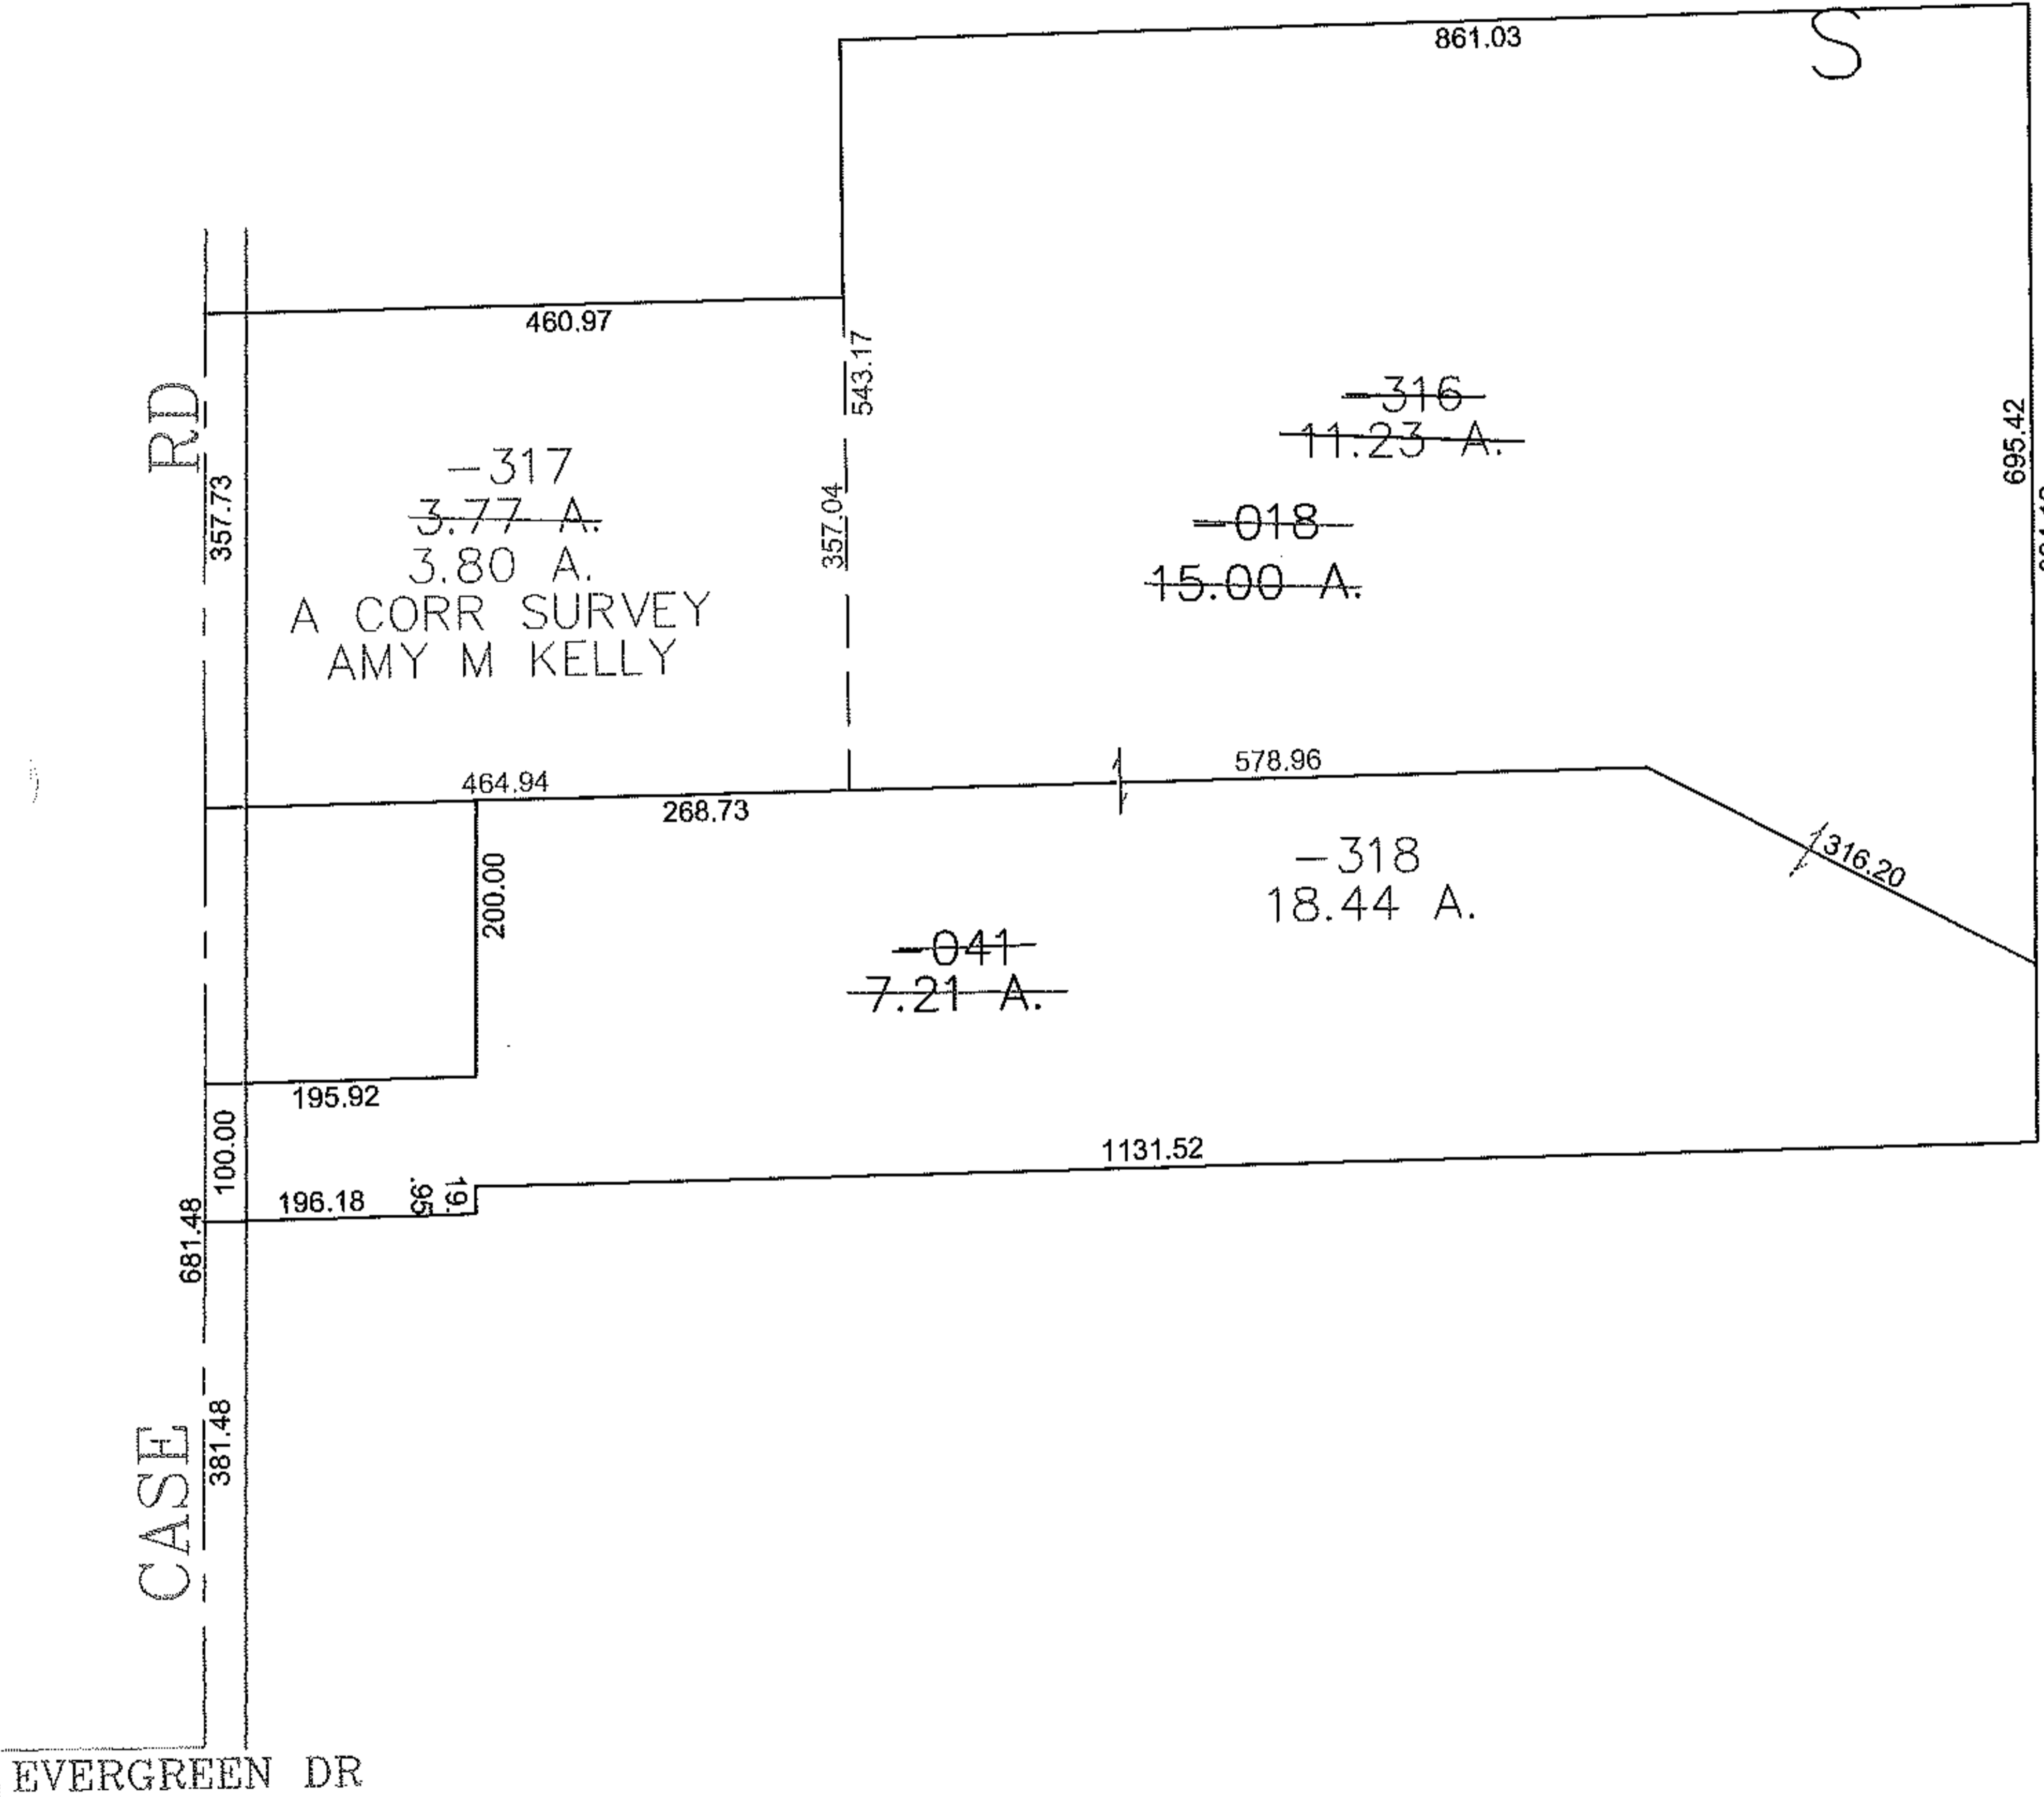 861.03
S
460.97
543.17
RD
357.73
-317
3.77 A.
3.80 A.
A CORR SURVEY
AMY M KELLY
357.04
-316
11.23 A.
-018
15.00 A.
695.42
464.94
268.73
578.96
316.20
200.00
-318
18.44 A.
-041
7.21 A.
195.92
100.00
1131.52
196.18
19.
.95
681.48
381.48
CASE
EVERGREEN DR